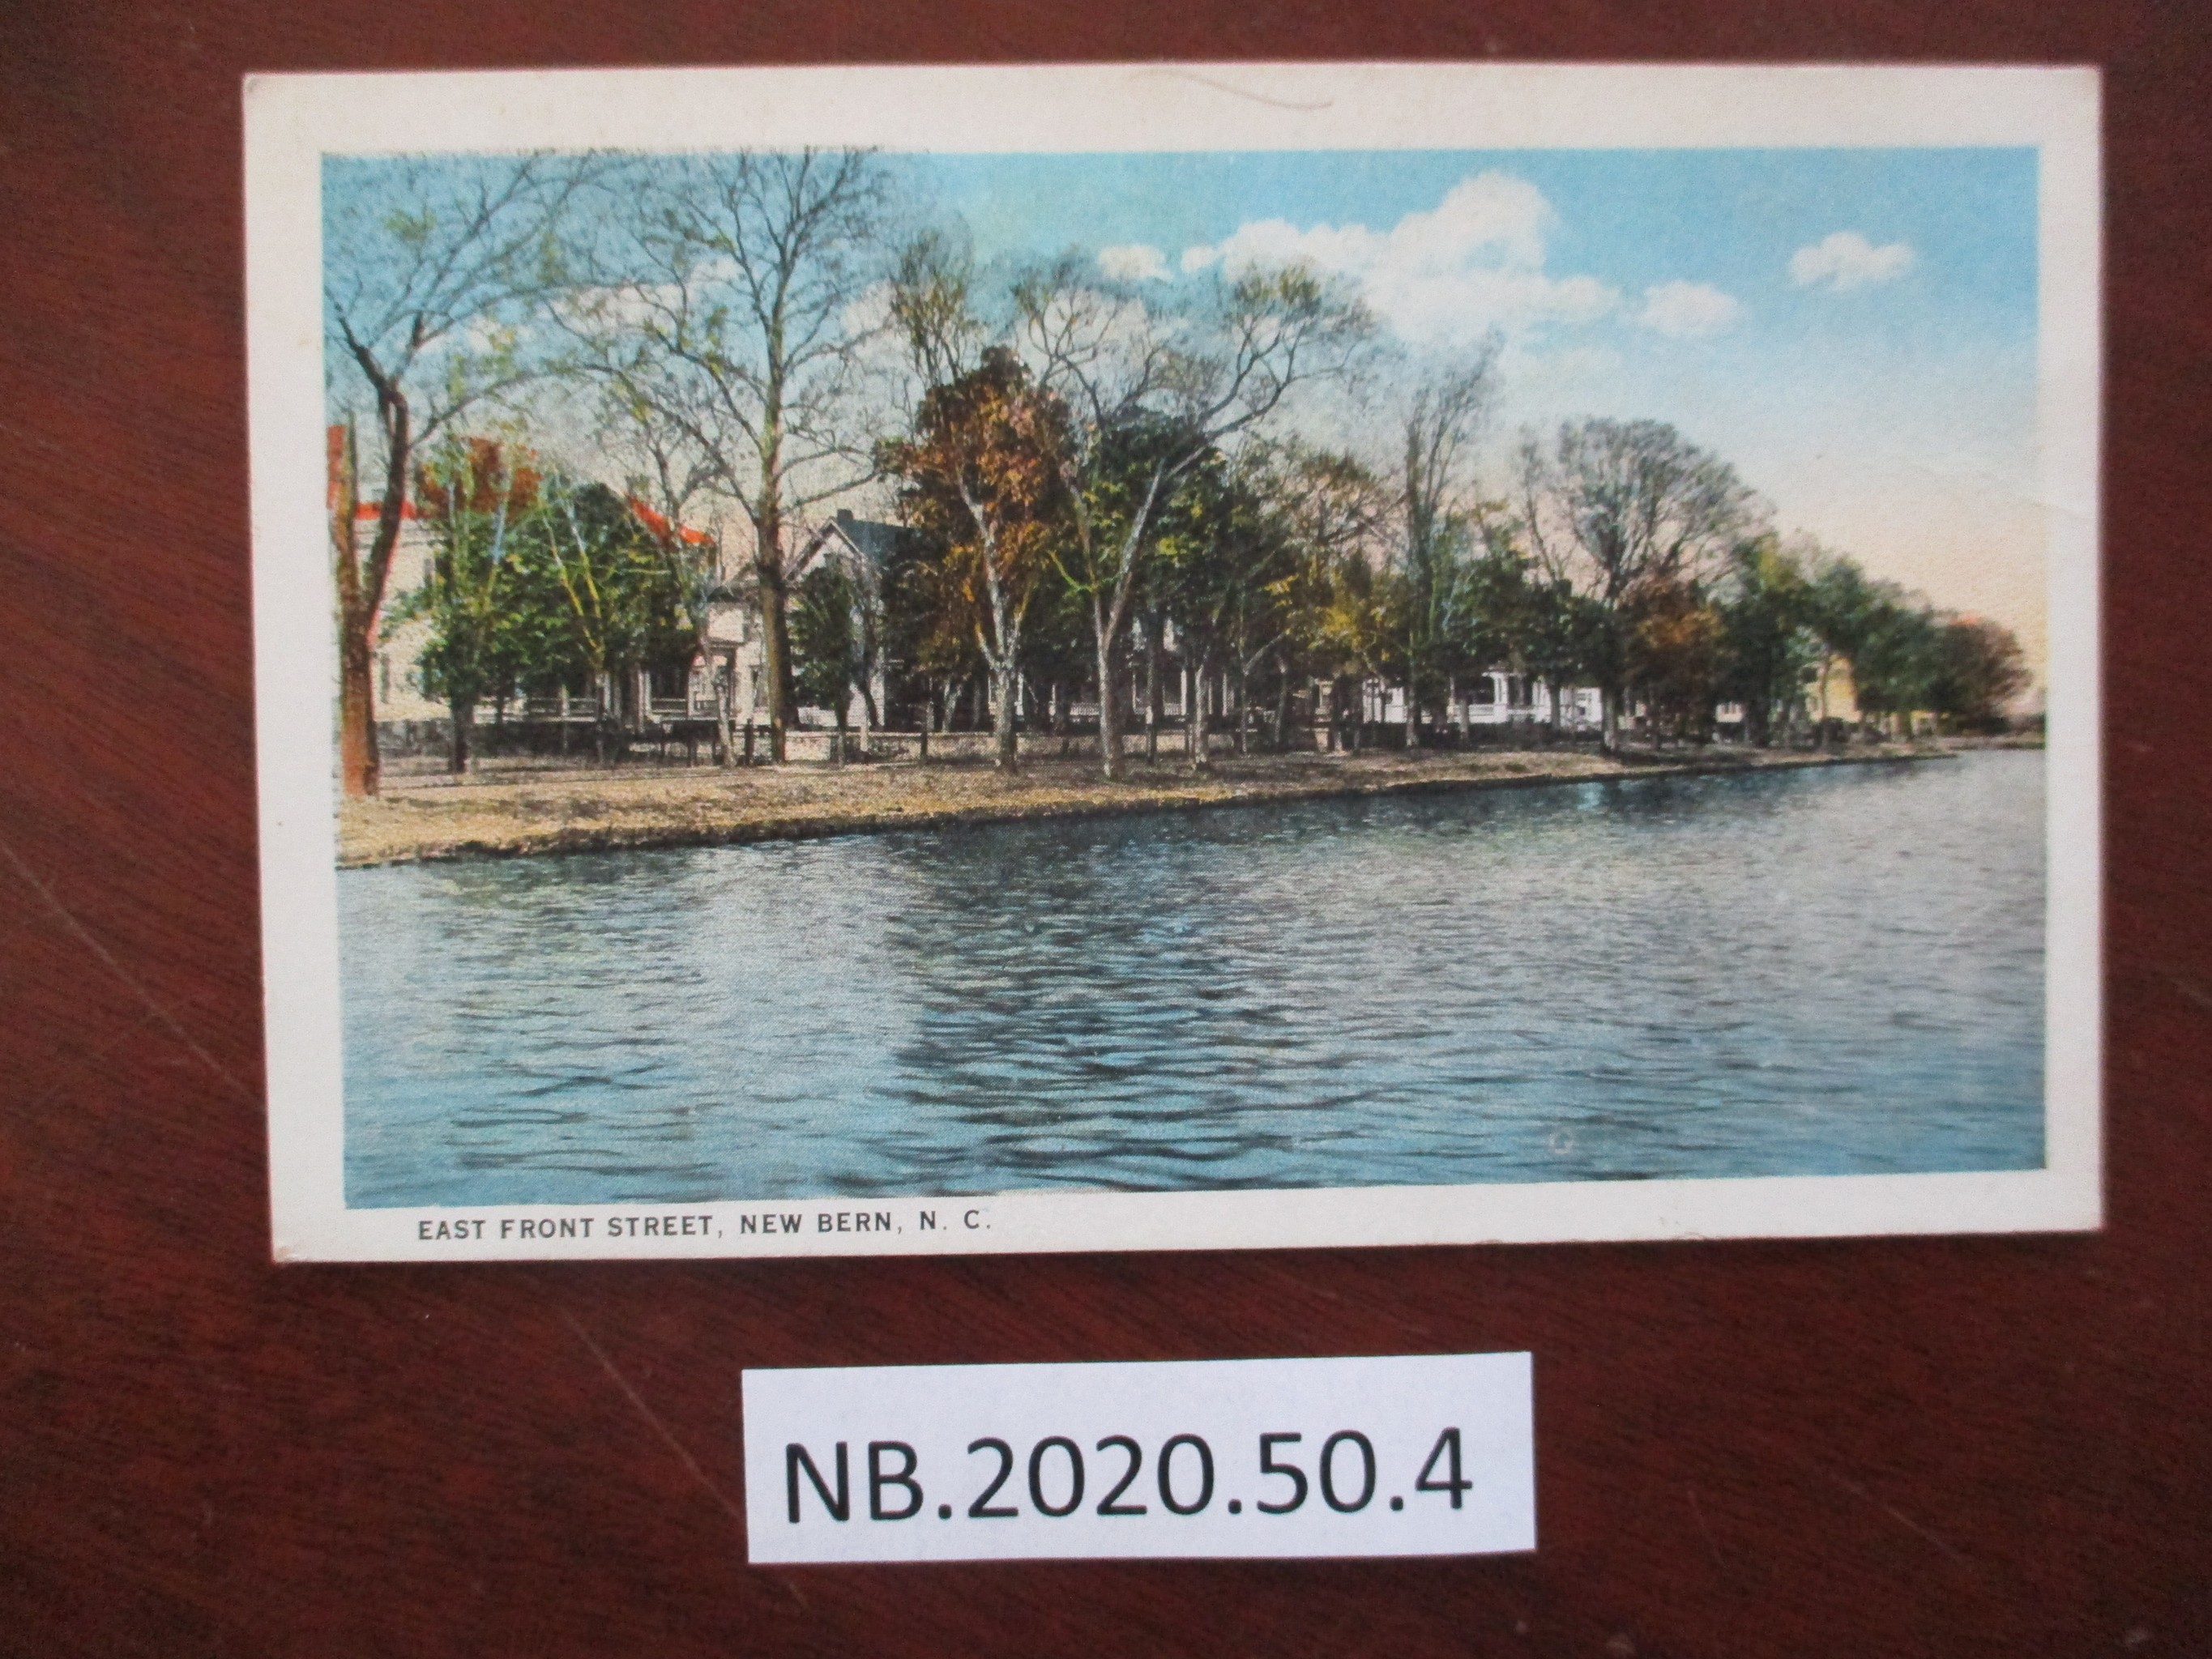 EAST FRONT STREET, NEW BERN, N. C.
NB.2020.50.4